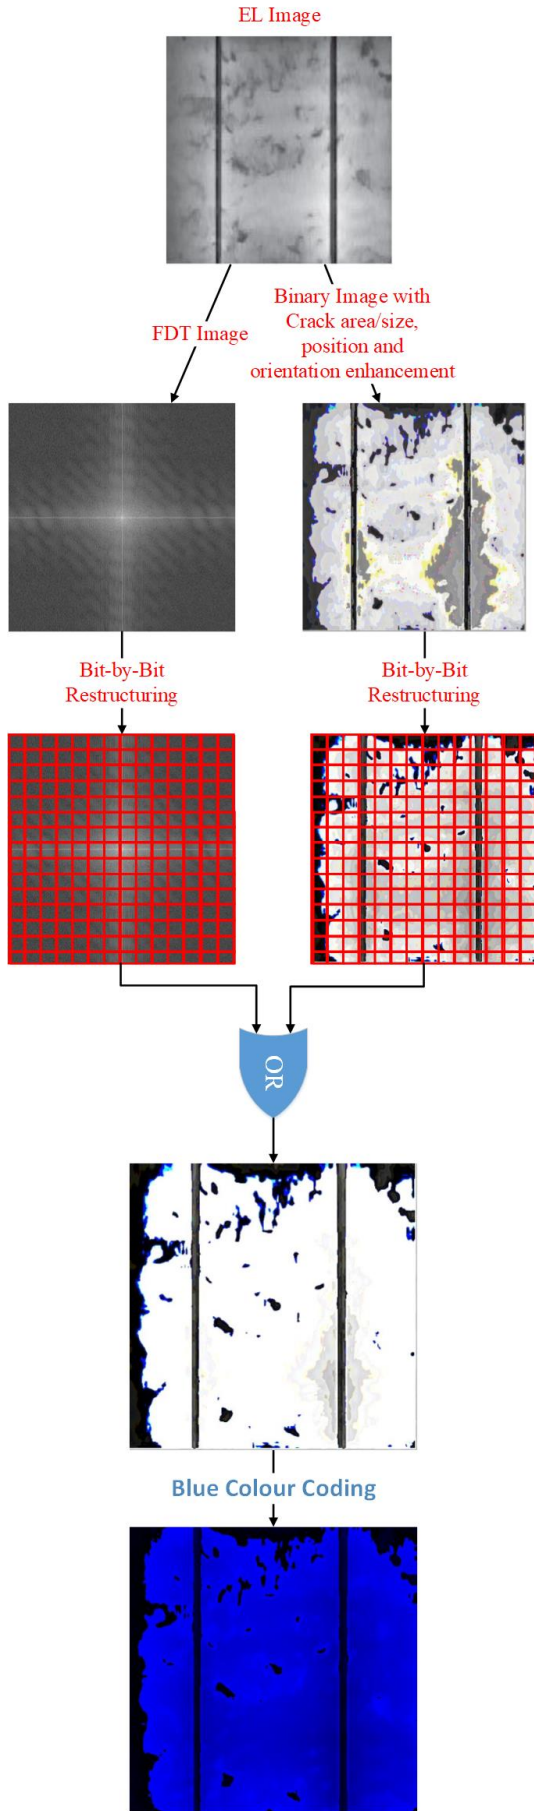 EL Image
FDT Image
Binary Image with
Crack area/size,
position and
orientation enhancement
Bit-by-Bit
Restructuring
Bit-by-Bit
Restructuring
OR
Blue Colour Coding